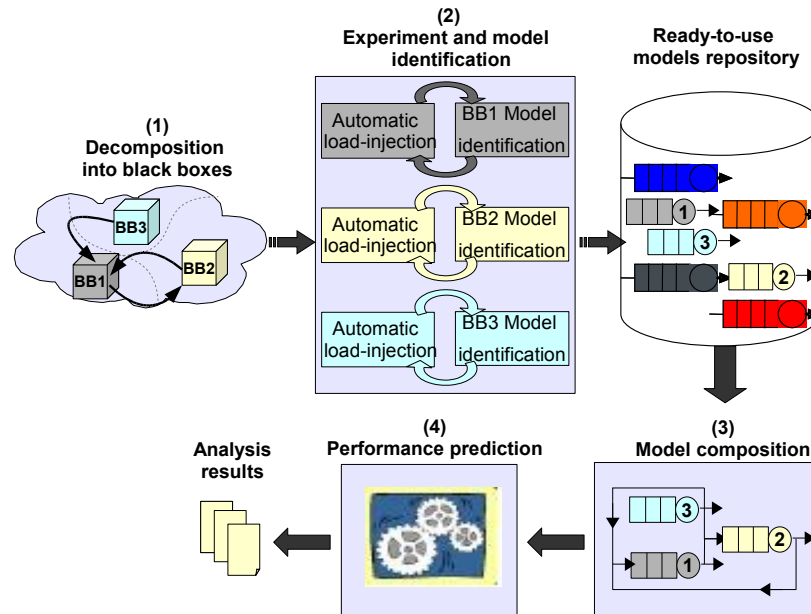 (1)
Decomposition
into black boxes
BB3
BB2
BB1
(2)
Experiment and model
identification
Automatic
load-injection
BB1 Model
identification
Automatic
load-injection
BB2 Model
identification
Automatic
load-injection
BB3 Model
identification
Ready-to-use
models repository
1
3
2
(3)
Model composition
3
2
1
(4)
Performance prediction
Analysis
results